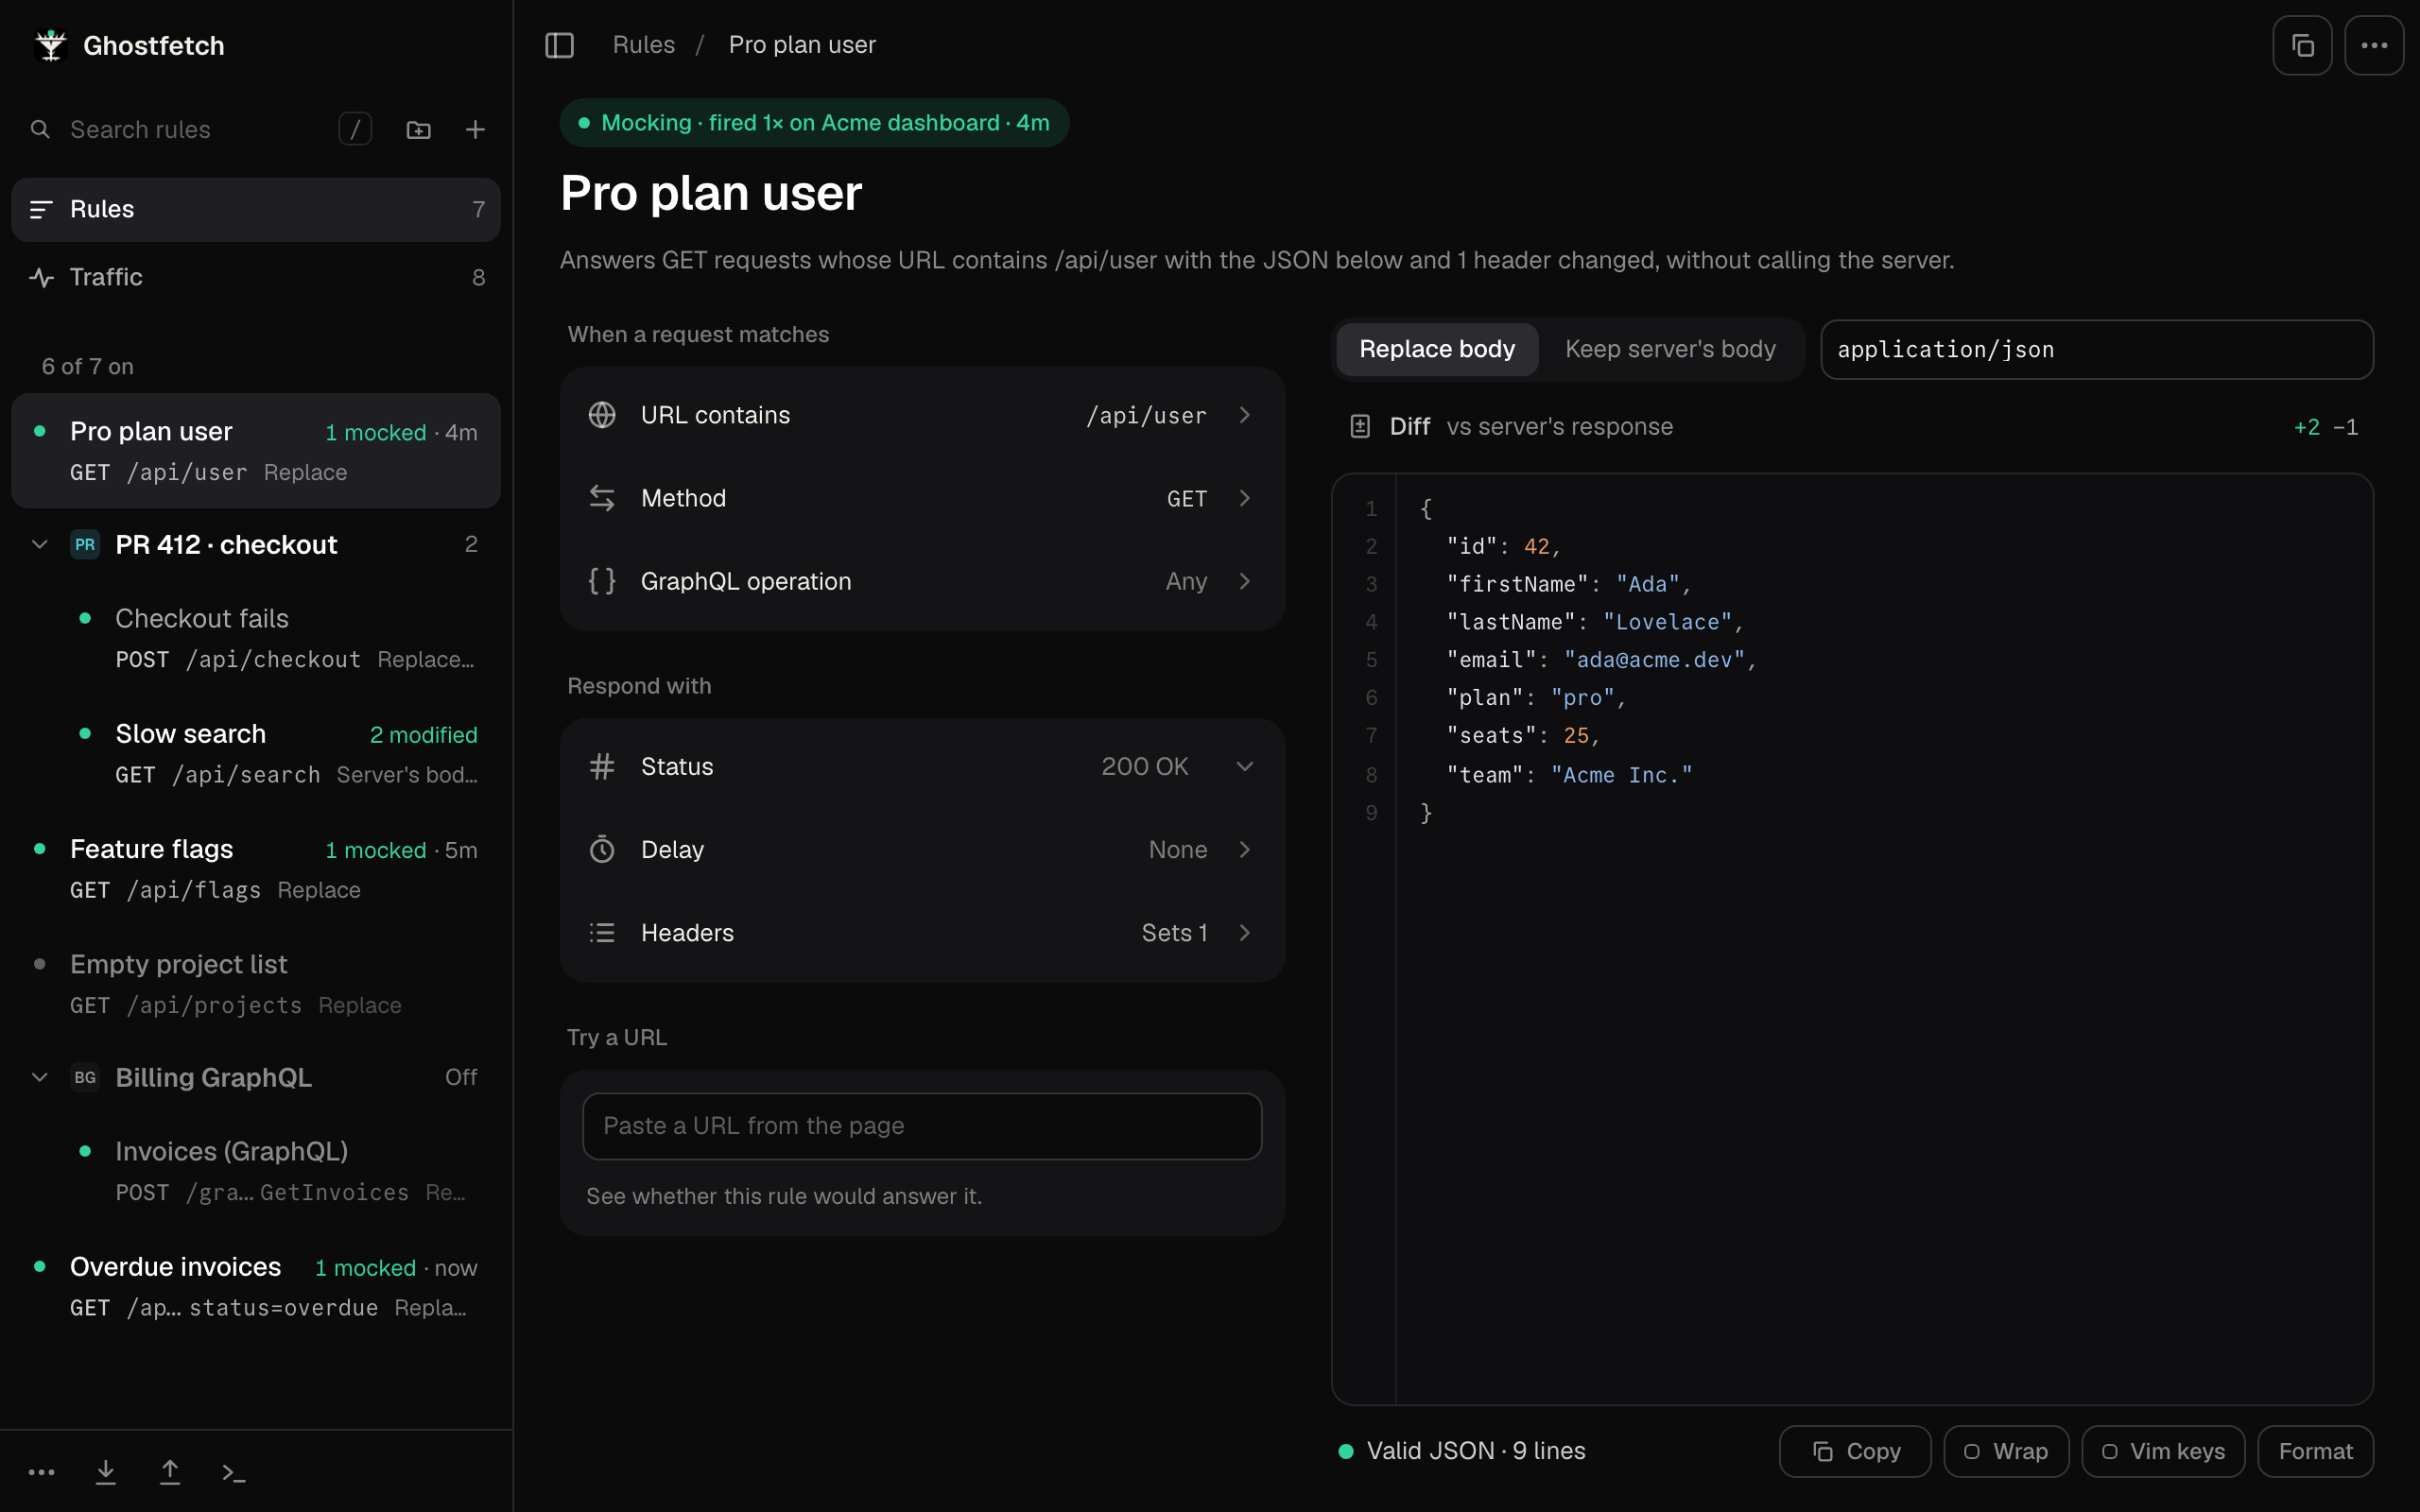 Ghostfetch
Search rules /
Rules 7
Traffic 8
6 of 7 on
Pro plan user 1 mocked · 4m
GET /api/user Replace
PR PR 412 · checkout 2
Checkout fails
POST /api/checkout Replace…
Slow search 2 modified
GET /api/search Server's bod…
Feature flags 1 mocked · 5m
GET /api/flags Replace
Empty project list
GET /api/projects Replace
BG Billing GraphQL Off
Invoices (GraphQL)
POST /gra… GetInvoices Re…
Overdue invoices 1 mocked · now
GET /ap… status=overdue Repla…
Rules / Pro plan user
Mocking · fired 1× on Acme dashboard · 4m
Pro plan user
Answers GET requests whose URL contains /api/user with the JSON below and 1 header changed, without calling the server.
When a request matches
URL contains /api/user
Method GET
GraphQL operation Any
Respond with
Status 200 OK
Delay None
Headers Sets 1
Try a URL
Paste a URL from the page
See whether this rule would answer it.
Replace body Keep server's body application/json
Diff vs server's response +2 −1
1 {
2 "id": 42,
3 "firstName": "Ada",
4 "lastName": "Lovelace",
5 "email": "ada@acme.dev",
6 "plan": "pro",
7 "seats": 25,
8 "team": "Acme Inc."
9 }
Valid JSON · 9 lines Copy Wrap Vim keys Format